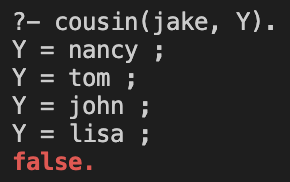 ?- cousin(jake, Y).
Y = nancy ;
Y = tom ;
Y = john ;
Y = lisa ;
false.